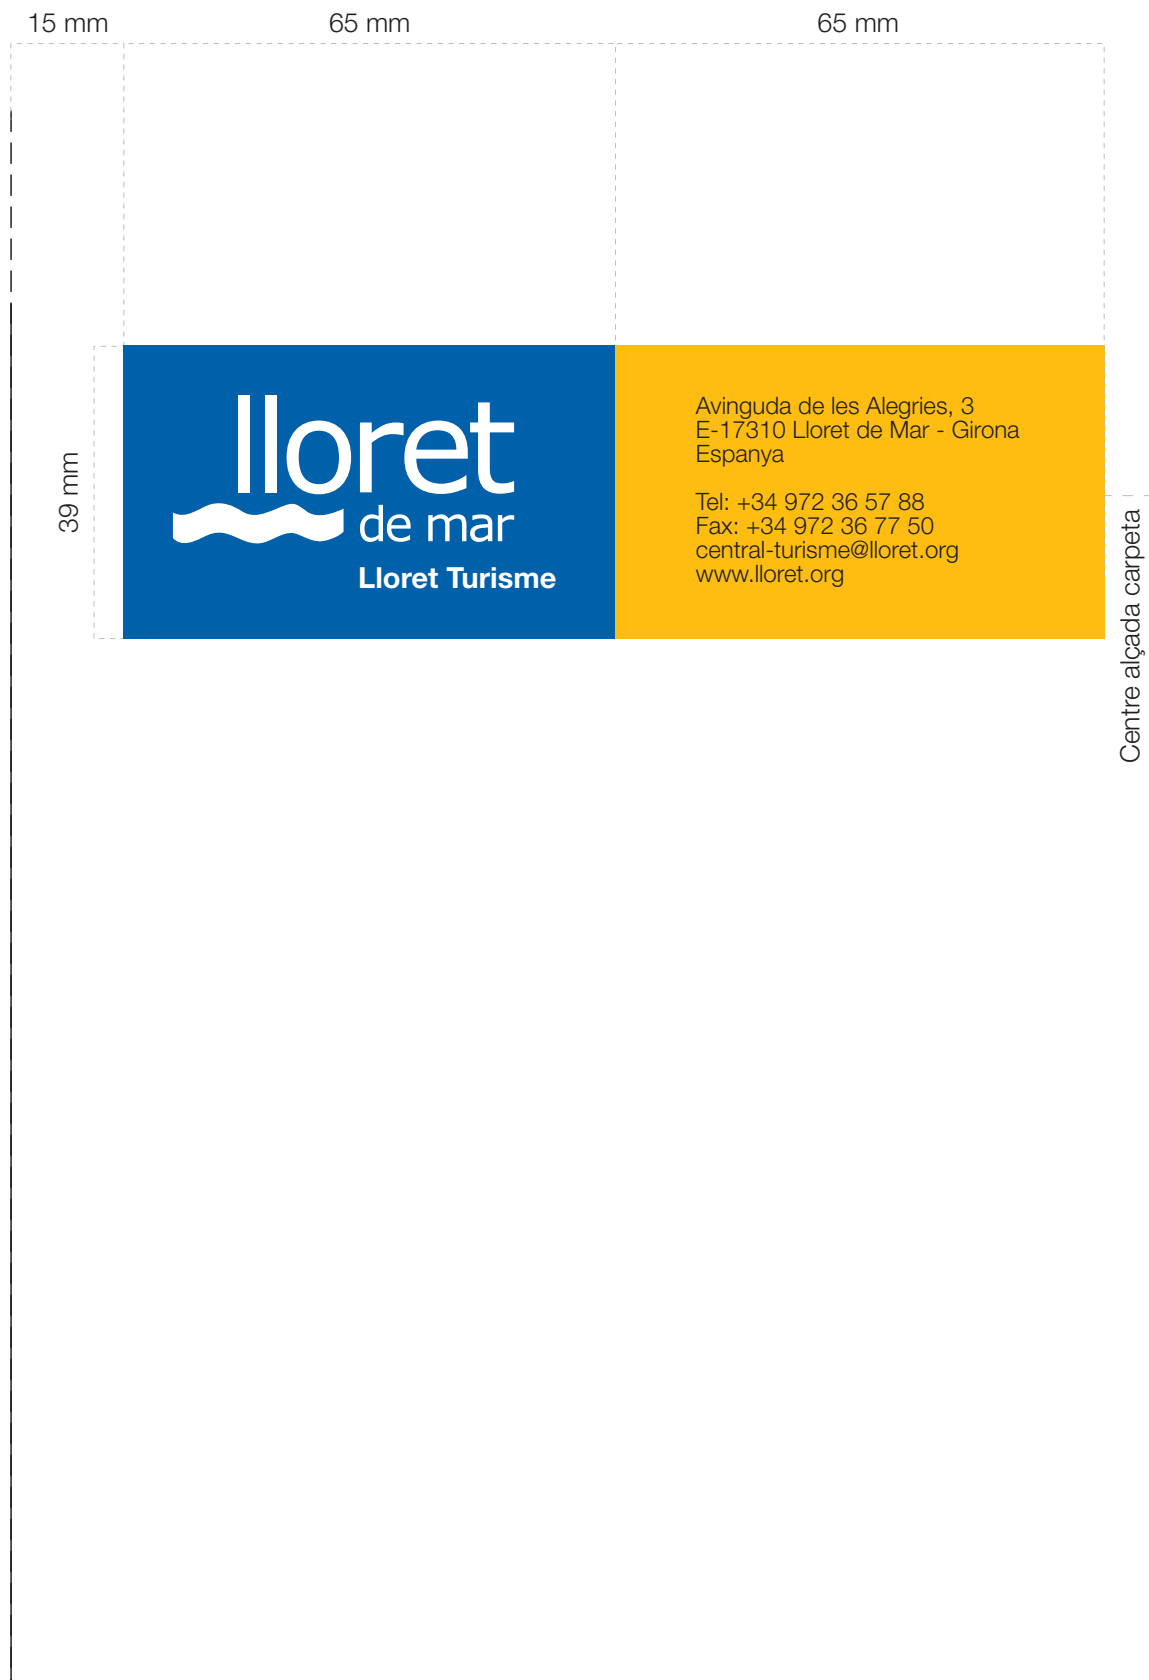 15 mm
65 mm
65 mm
39 mm
lloret
de mar
Lloret Turisme
Avinguda de les Alegries, 3
E-17310 Lloret de Mar - Girona
Espanya
Tel: +34 972 36 57 88
Fax: +34 972 36 77 50
central-turisme@lloret.org
www.lloret.org
Centre alçada carpeta